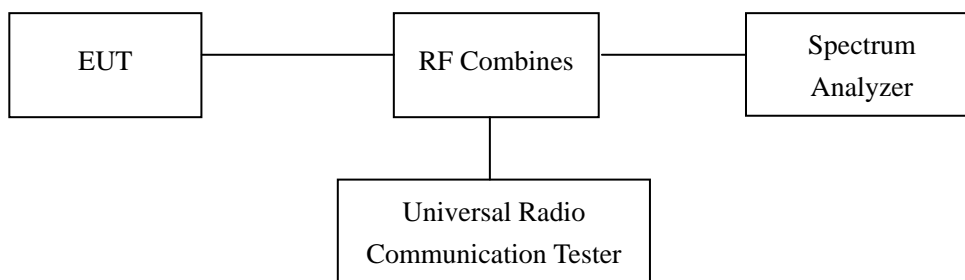 EUT
RF Combines
Spectrum
Analyzer
Universal Radio
Communication Tester